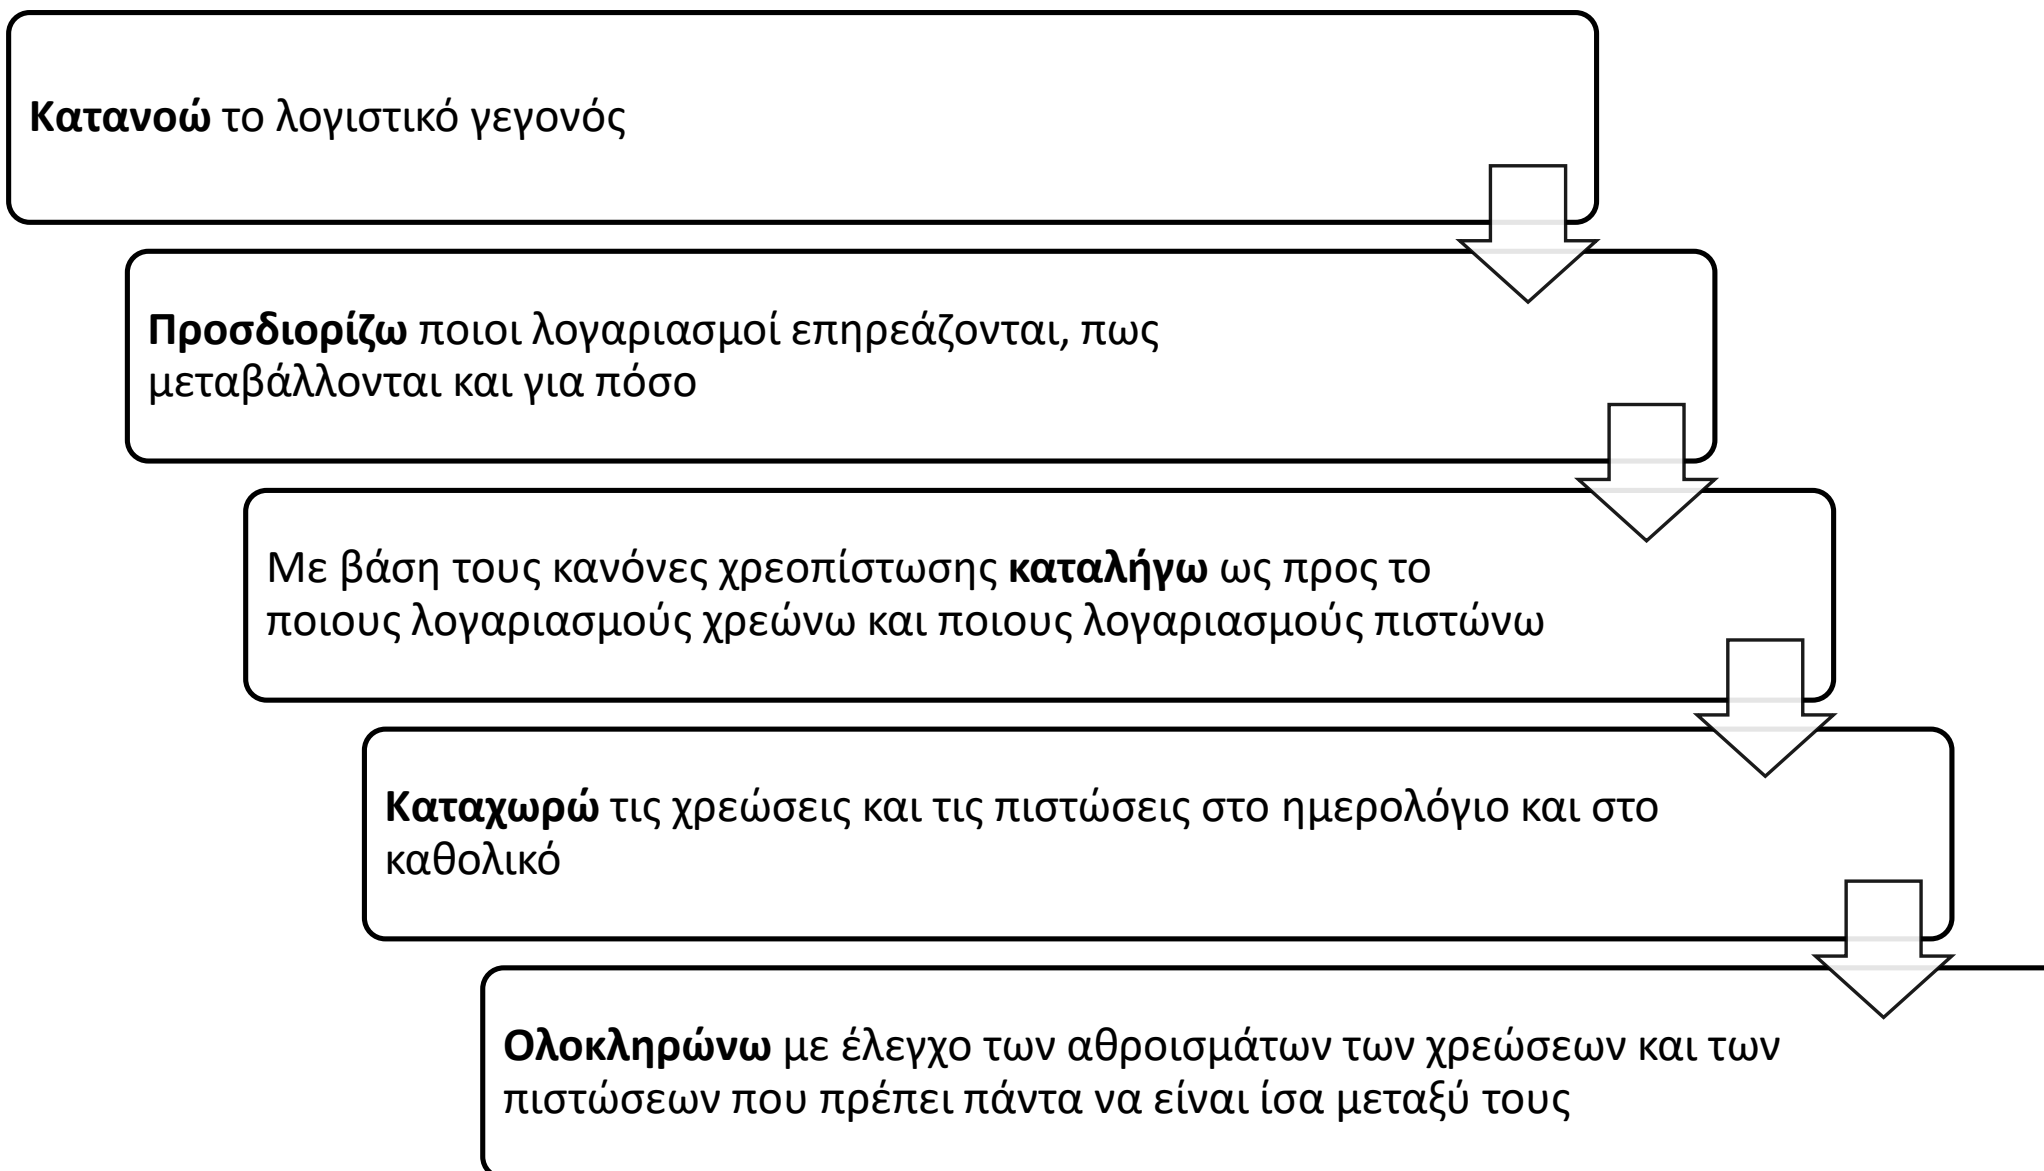 Κατανοώ το λογιστικό γεγονός
Προσδιορίζω ποιοι λογαριασμοί επηρεάζονται, πως
μεταβάλλονται και για πόσο
Με βάση τους κανόνες χρεοπίστωσης καταλήγω ως προς το
ποιους λογαριασμούς χρεώνω και ποιους λογαριασμούς πιστώνω
Καταχωρώ τις χρεώσεις και τις πιστώσεις στο ημερολόγιο και στο
καθολικό
Ολοκληρώνω με έλεγχο των αθροισμάτων των χρεώσεων και των
πιστώσεων που πρέπει πάντα να είναι ίσα μεταξύ τους